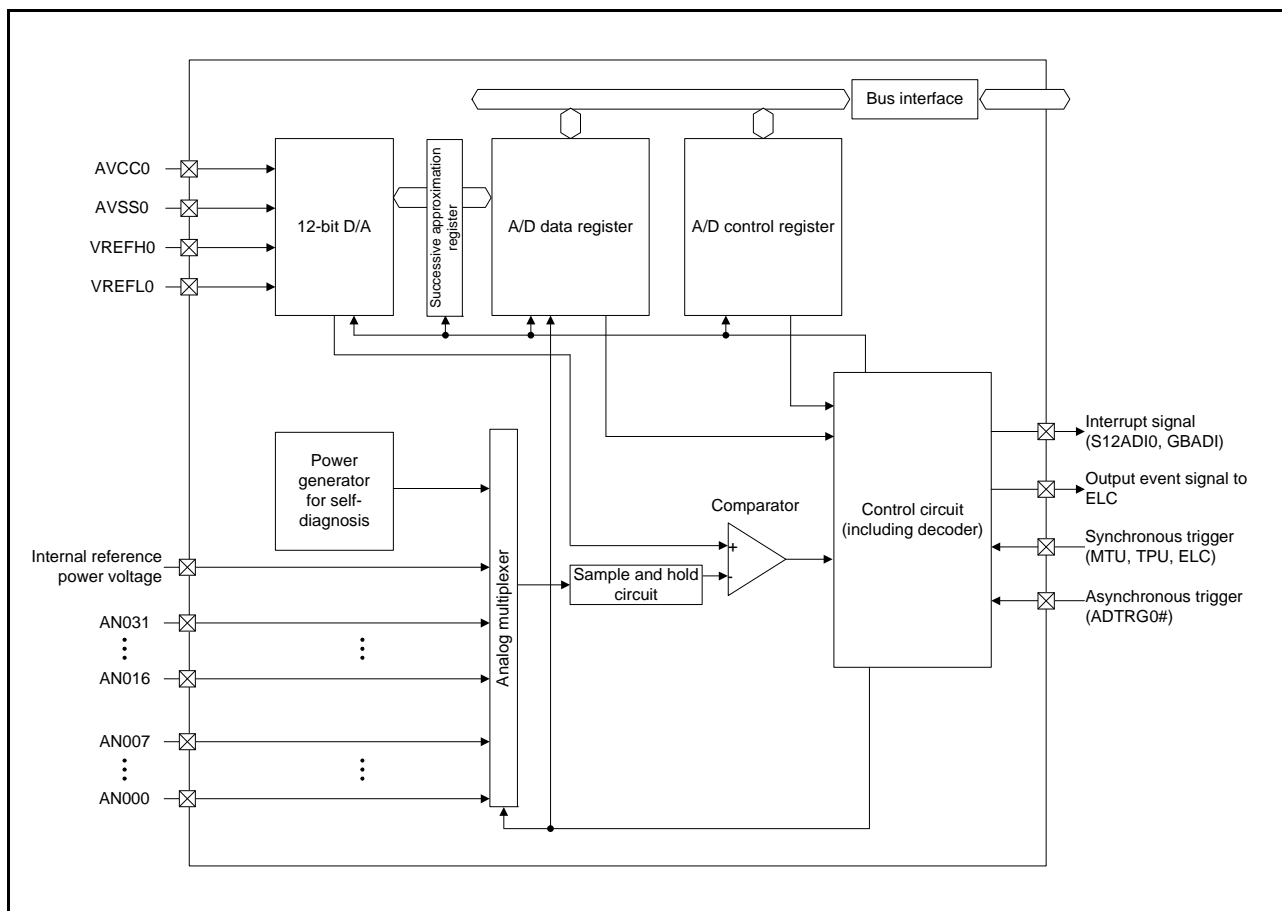 Bus interface
AVCC0
AVSS0
VREFH0
VREFL0
12-bit D/A
Successive approximation
register
A/D data register
A/D control register
Power
generator
for self-
diagnosis
Internal reference
power voltage
AN031
AN016
AN007
AN000
Analog multiplexer
Sample and hold
circuit
Comparator
+
-
Control circuit
(including decoder)
Interrupt signal
(S12ADI0, GBADI)
Output event signal to
ELC
Synchronous trigger
(MTU, TPU, ELC)
Asynchronous trigger
(ADTRG0#)